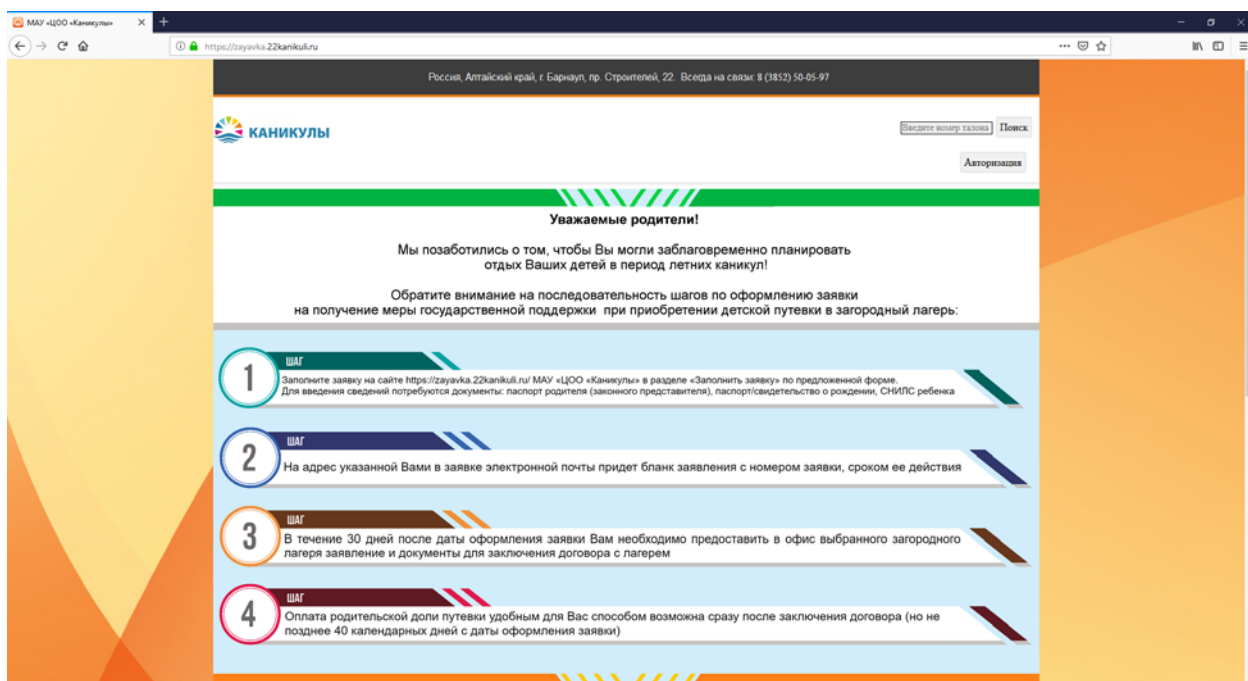 МАУ «ЦОО «Каникулы»
https://zayavka.22kanikuli.ru
Россия, Алтайский край, г. Барнаул, пр. Строителей, 22. Всегда на связи: 8 (3852) 50-05-97
КАНИКУЛЫ
Введите номер талона Поиск
Авторизация
Уважаемые родители!
Мы позаботились о том, чтобы Вы могли заблаговременно планировать
отдых Ваших детей в период летних каникул!
Обратите внимание на последовательность шагов по оформлению заявки
на получение меры государственной поддержки при приобретении детской путевки в загородный лагерь:
ШАГ
1
Заполните заявку на сайте https://zayavka.22kanikuli.ru/ МАУ «ЦОО «Каникулы» в разделе «Заполнить заявку» по предложенной форме.
Для введения сведений потребуются документы: паспорт родителя (законного представителя), паспорт/свидетельство о рождении, СНИЛС ребенка
ШАГ
2
На адрес указанной Вами в заявке электронной почты придет бланк заявления с номером заявки, сроком ее действия
ШАГ
3
В течение 30 дней после даты оформления заявки Вам необходимо предоставить в офис выбранного загородного
лагеря заявление и документы для заключения договора с лагерем
ШАГ
4
Оплата родительской доли путевки удобным для Вас способом возможна сразу после заключения договора (но не
позднее 40 календарных дней с даты оформления заявки)